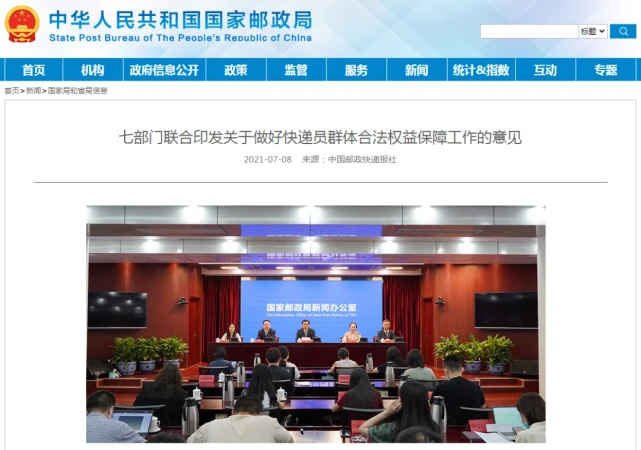 中华人民共和国国家邮政局
State Post Bureau of The People's Republic of China
标题
首页 机构 政府信息公开 政策 监管 服务 新闻 统计&指数 互动 专题
首页>新闻>国家局和省局信息
七部门联合印发关于做好快递员群体合法权益保障工作的意见
2021-07-08 来源：中国邮政快递报社
国家邮政局新闻办公室
The Information Office of State Post Bureau of PRC